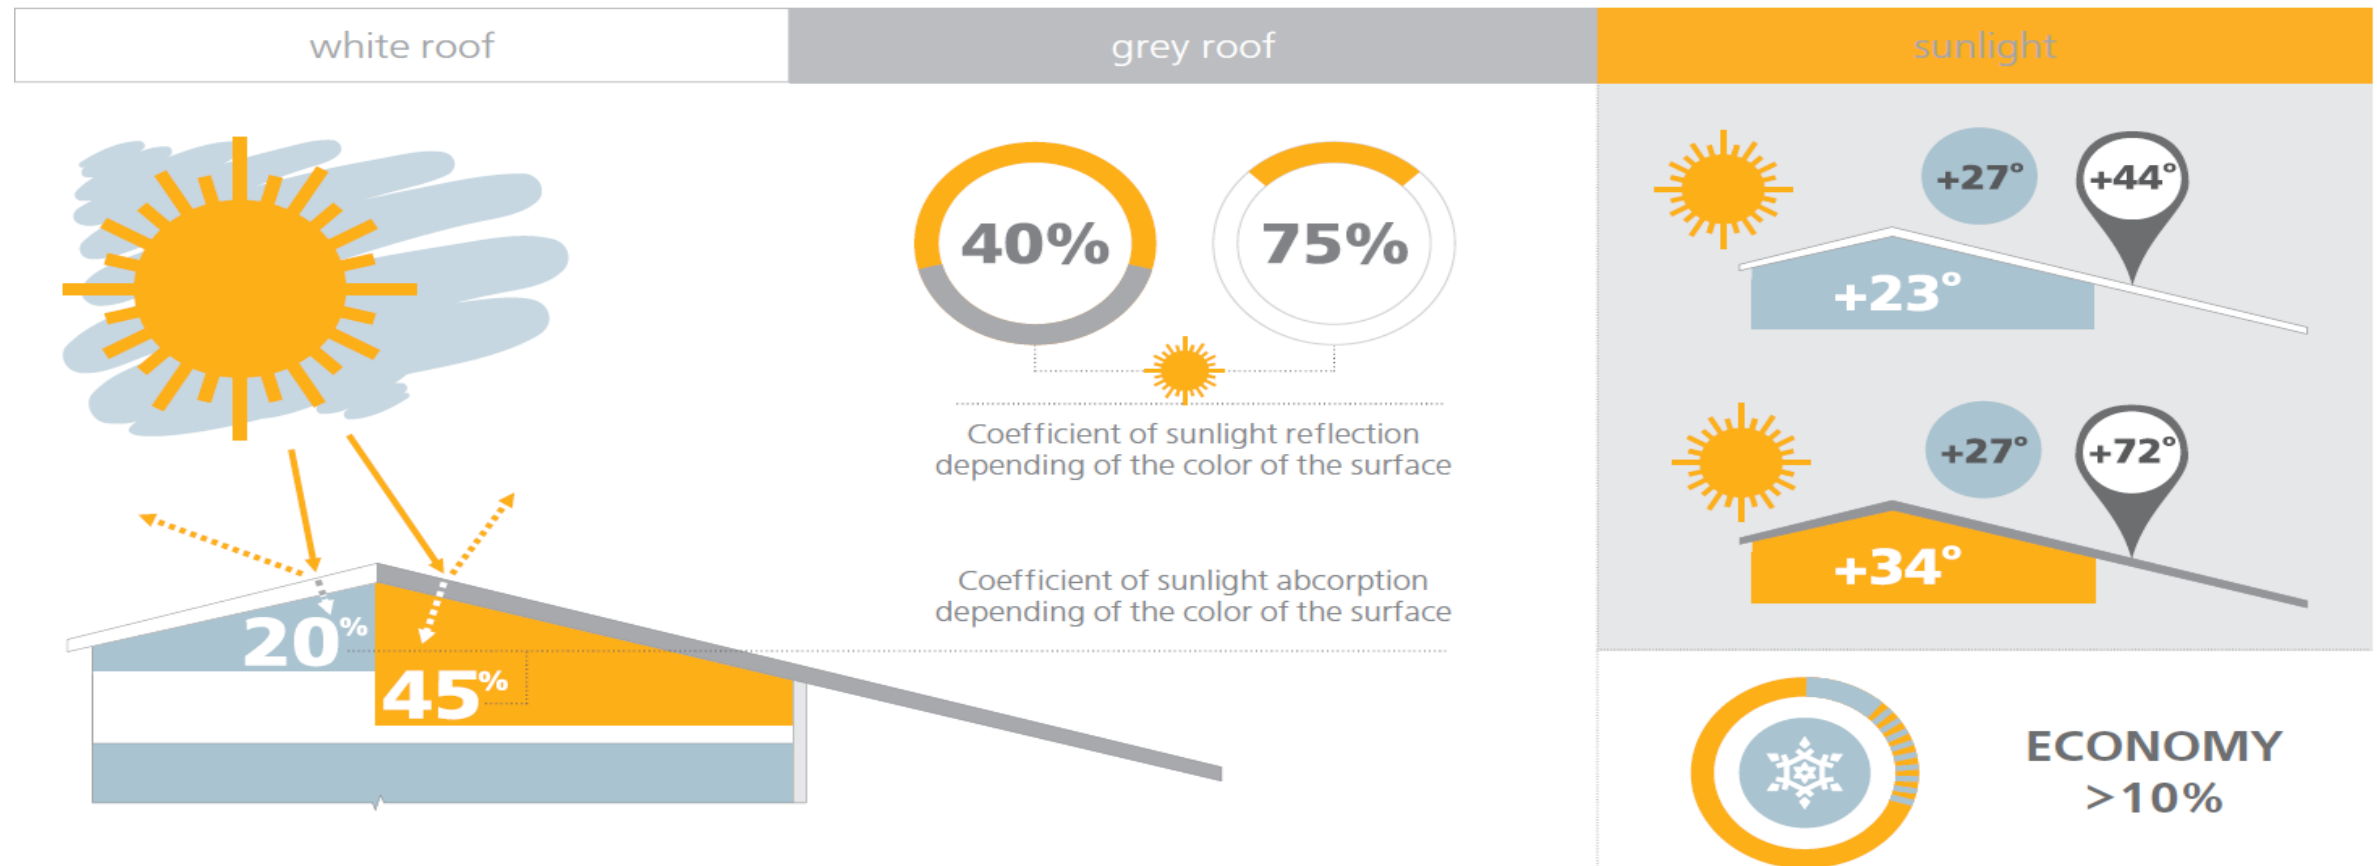 white roof
grey roof
sunlight
40%
75%
Coefficient of sunlight reflection
depending of the color of the surface
Coefficient of sunlight abcorption
depending of the color of the surface
20%
45%
+27°
+44°
+23°
+27°
+72°
+34°
ECONOMY
>10%